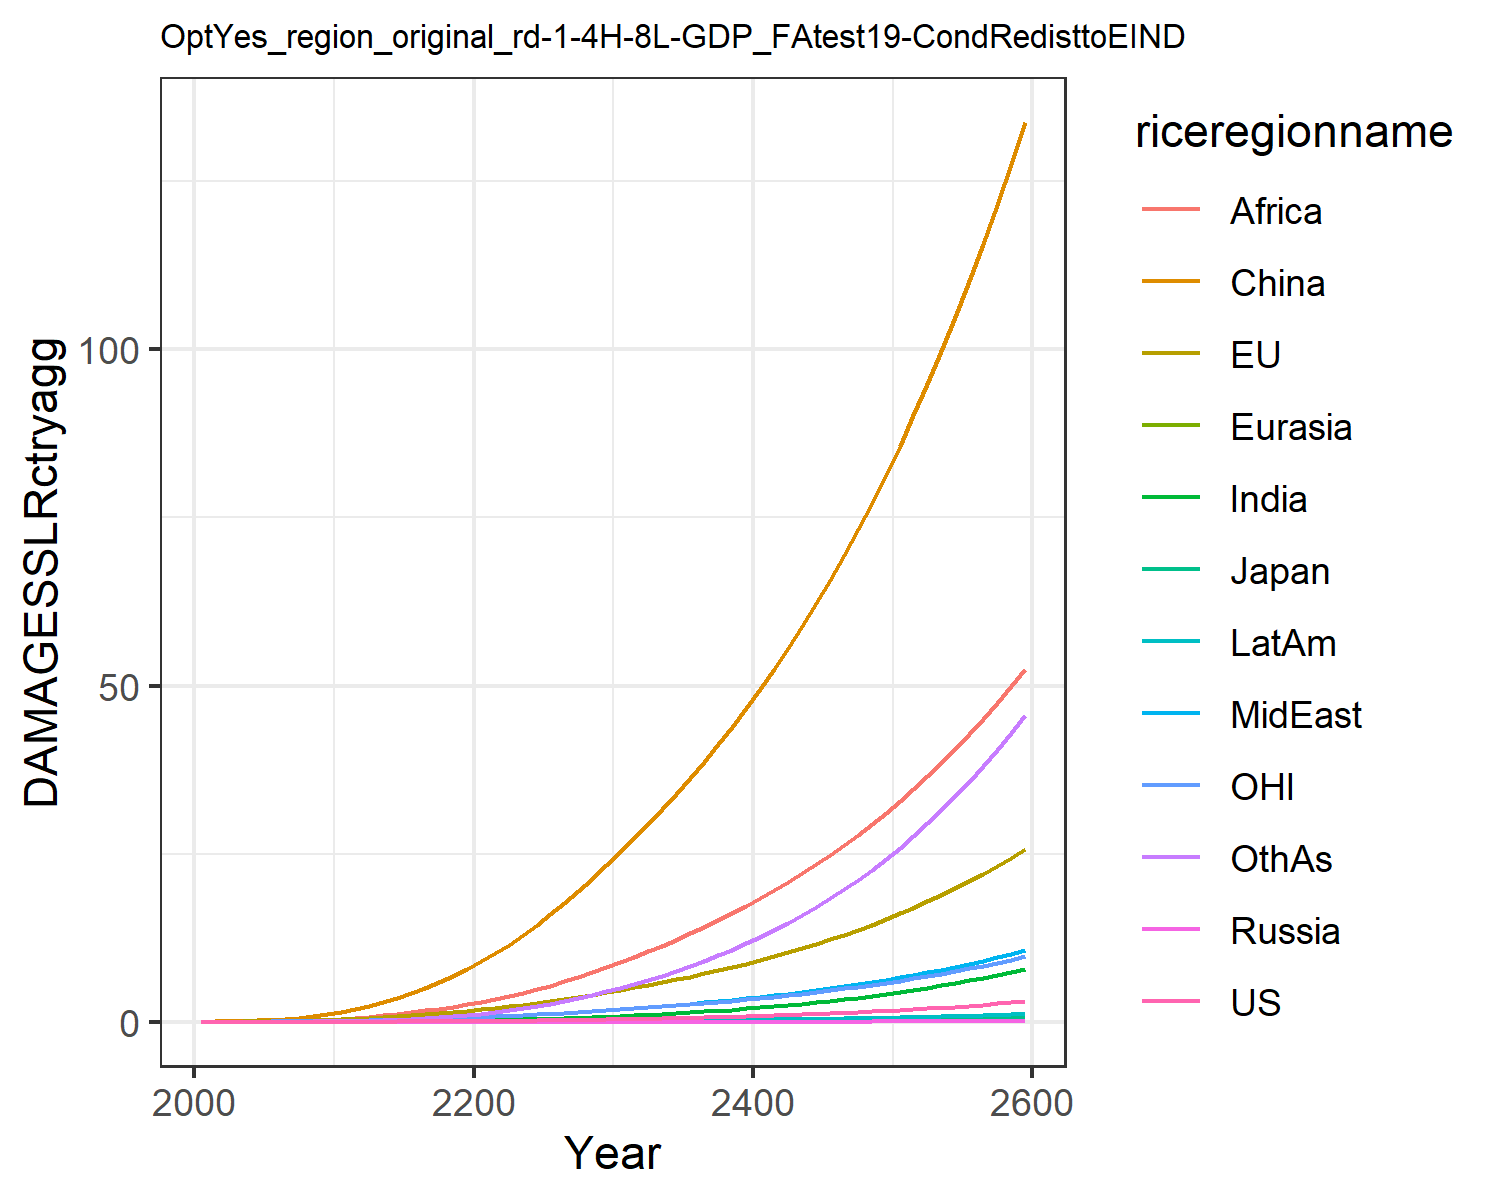 OptYes_region_original_rd-1-4H-8L-GDP_FAtest19-CondRedisttoEIND
DAMAGESSLRctryagg
100
50
0
2000 2200 2400 2600
Year
riceregionname
Africa
China
EU
Eurasia
India
Japan
LatAm
MidEast
OHI
OthAs
Russia
US